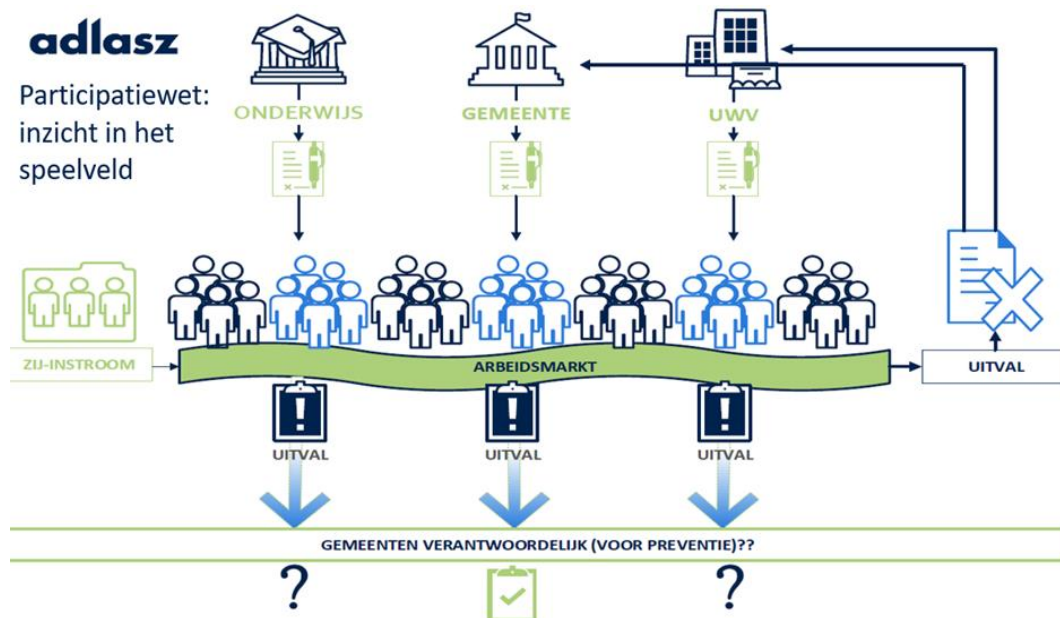 adlasz
Participatiewet:
inzicht in het
speelveld
ONDERWIJS
GEMEENTE
UWV
ZIJ-INSTROOM
ARBEIDSMARKT
UITVAL
!
!
!
UITVAL
UITVAL
UITVAL
GEMEENTEN VERANTWOORDELIJK (VOOR PREVENTIE)??
?
?